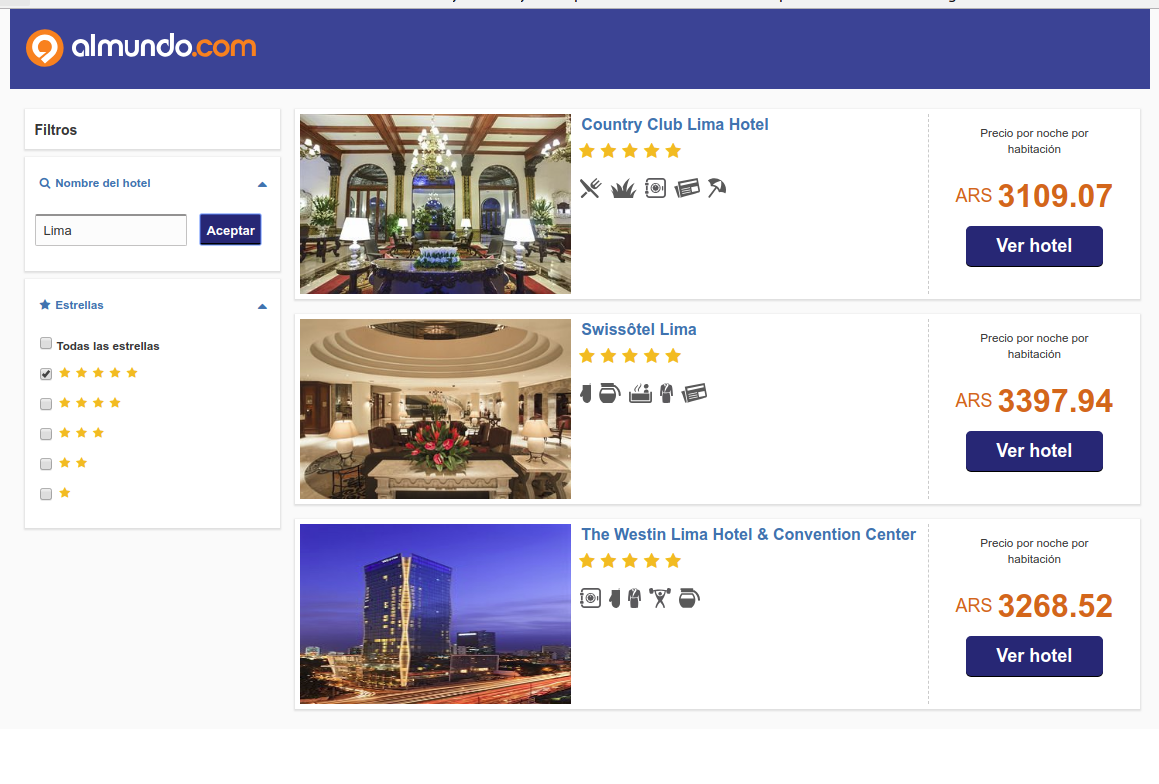 almundo.com
Filtros
Nombre del hotel
Lima
Aceptar
Estrellas
Todas las estrellas
Country Club Lima Hotel
Precio por noche por
habitación
ARS 3109.07
Ver hotel
Swissôtel Lima
Precio por noche por
habitación
ARS 3397.94
Ver hotel
The Westin Lima Hotel & Convention Center
Precio por noche por
habitación
ARS 3268.52
Ver hotel